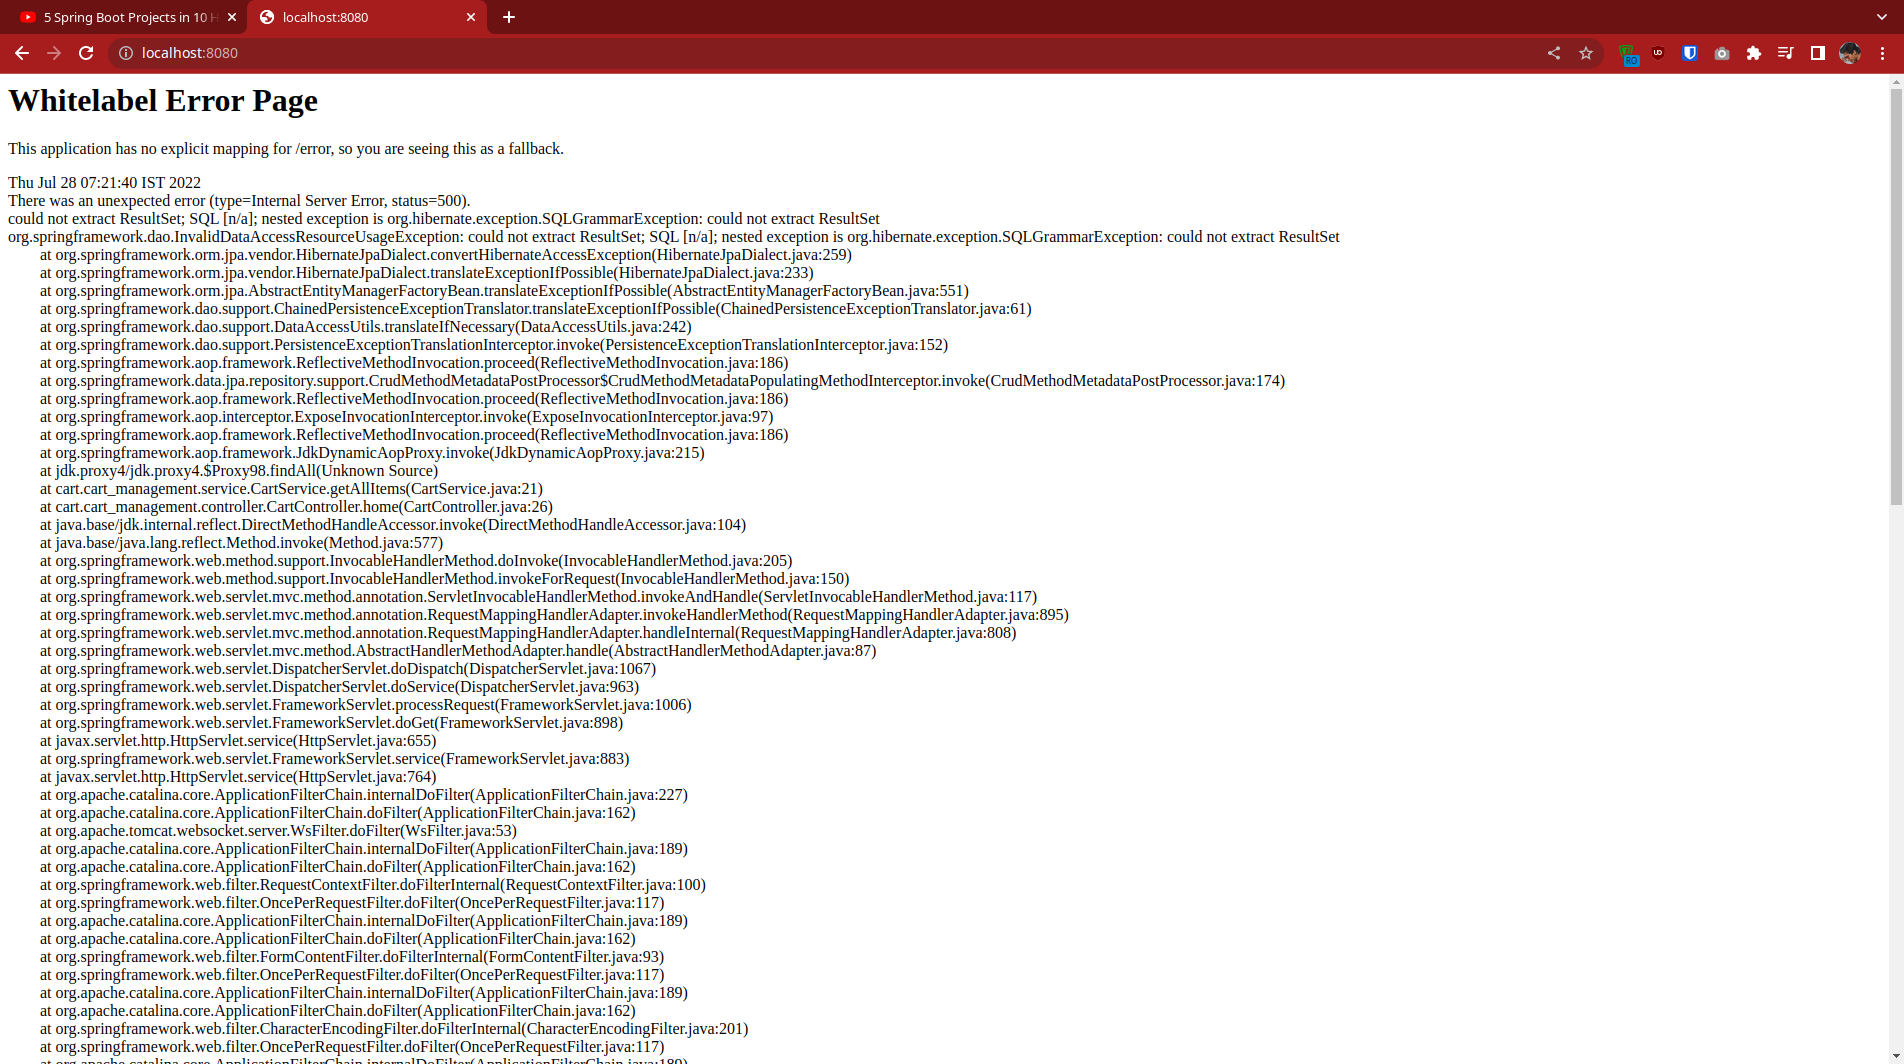 5 Spring Boot Projects in 10 H
localhost:8080
localhost:8080
RO
Whitelabel Error Page
This application has no explicit mapping for /error, so you are seeing this as a fallback.
Thu Jul 28 07:21:40 IST 2022
There was an unexpected error (type=Internal Server Error, status=500).
could not extract ResultSet; SQL [n/a]; nested exception is org.hibernate.exception.SQLGrammarException: could not extract ResultSet
org.springframework.dao.InvalidDataAccessResourceUsageException: could not extract ResultSet; SQL [n/a]; nested exception is org.hibernate.exception.SQLGrammarException: could not extract ResultSet
at org.springframework.orm.jpa.vendor.HibernateJpaDialect.convertHibernateAccessException(HibernateJpaDialect.java:259)
at org.springframework.orm.jpa.vendor.HibernateJpaDialect.translateExceptionIfPossible(HibernateJpaDialect.java:233)
at org.springframework.orm.jpa.AbstractEntityManagerFactoryBean.translateExceptionIfPossible(AbstractEntityManagerFactoryBean.java:551)
at org.springframework.dao.support.ChainedPersistenceExceptionTranslator.translateExceptionIfPossible(ChainedPersistenceExceptionTranslator.java:61)
at org.springframework.dao.support.DataAccessUtils.translateIfNecessary(DataAccessUtils.java:242)
at org.springframework.dao.support.PersistenceExceptionTranslationInterceptor.invoke(PersistenceExceptionTranslationInterceptor.java:152)
at org.springframework.aop.framework.ReflectiveMethodInvocation.proceed(ReflectiveMethodInvocation.java:186)
at org.springframework.data.jpa.repository.support.CrudMethodMetadataPostProcessor$CrudMethodMetadataPopulatingMethodInterceptor.invoke(CrudMethodMetadataPostProcessor.java:174)
at org.springframework.aop.framework.ReflectiveMethodInvocation.proceed(ReflectiveMethodInvocation.java:186)
at org.springframework.aop.interceptor.ExposeInvocationInterceptor.invoke(ExposeInvocationInterceptor.java:97)
at org.springframework.aop.framework.ReflectiveMethodInvocation.proceed(ReflectiveMethodInvocation.java:186)
at org.springframework.aop.framework.JdkDynamicAopProxy.invoke(JdkDynamicAopProxy.java:215)
at jdk.proxy4/jdk.proxy4.$Proxy98.findAll(Unknown Source)
at cart.cart_management.service.CartService.getAllItems(CartService.java:21)
at cart.cart_management.controller.CartController.home(CartController.java:26)
at java.base/jdk.internal.reflect.DirectMethodHandleAccessor.invoke(DirectMethodHandleAccessor.java:104)
at java.base/java.lang.reflect.Method.invoke(Method.java:577)
at org.springframework.web.method.support.InvocableHandlerMethod.doInvoke(InvocableHandlerMethod.java:205)
at org.springframework.web.method.support.InvocableHandlerMethod.invokeForRequest(InvocableHandlerMethod.java:150)
at org.springframework.web.servlet.mvc.method.annotation.ServletInvocableHandlerMethod.invokeAndHandle(ServletInvocableHandlerMethod.java:117)
at org.springframework.web.servlet.mvc.method.annotation.RequestMappingHandlerAdapter.invokeHandlerMethod(RequestMappingHandlerAdapter.java:895)
at org.springframework.web.servlet.mvc.method.annotation.RequestMappingHandlerAdapter.handleInternal(RequestMappingHandlerAdapter.java:808)
at org.springframework.web.servlet.mvc.method.AbstractHandlerMethodAdapter.handle(AbstractHandlerMethodAdapter.java:87)
at org.springframework.web.servlet.DispatcherServlet.doDispatch(DispatcherServlet.java:1067)
at org.springframework.web.servlet.DispatcherServlet.doService(DispatcherServlet.java:963)
at org.springframework.web.servlet.FrameworkServlet.processRequest(FrameworkServlet.java:1006)
at org.springframework.web.servlet.FrameworkServlet.doGet(FrameworkServlet.java:898)
at javax.servlet.http.HttpServlet.service(HttpServlet.java:655)
at org.springframework.web.servlet.FrameworkServlet.service(FrameworkServlet.java:883)
at javax.servlet.http.HttpServlet.service(HttpServlet.java:764)
at org.apache.catalina.core.ApplicationFilterChain.internalDoFilter(ApplicationFilterChain.java:227)
at org.apache.catalina.core.ApplicationFilterChain.doFilter(ApplicationFilterChain.java:162)
at org.apache.tomcat.websocket.server.WsFilter.doFilter(WsFilter.java:53)
at org.apache.catalina.core.ApplicationFilterChain.internalDoFilter(ApplicationFilterChain.java:189)
at org.apache.catalina.core.ApplicationFilterChain.doFilter(ApplicationFilterChain.java:162)
at org.springframework.web.filter.RequestContextFilter.doFilterInternal(RequestContextFilter.java:100)
at org.springframework.web.filter.OncePerRequestFilter.doFilter(OncePerRequestFilter.java:117)
at org.apache.catalina.core.ApplicationFilterChain.internalDoFilter(ApplicationFilterChain.java:189)
at org.apache.catalina.core.ApplicationFilterChain.doFilter(ApplicationFilterChain.java:162)
at org.springframework.web.filter.FormContentFilter.doFilterInternal(FormContentFilter.java:93)
at org.springframework.web.filter.OncePerRequestFilter.doFilter(OncePerRequestFilter.java:117)
at org.apache.catalina.core.ApplicationFilterChain.internalDoFilter(ApplicationFilterChain.java:189)
at org.apache.catalina.core.ApplicationFilterChain.doFilter(ApplicationFilterChain.java:162)
at org.springframework.web.filter.CharacterEncodingFilter.doFilterInternal(CharacterEncodingFilter.java:201)
at org.springframework.web.filter.OncePerRequestFilter.doFilter(OncePerRequestFilter.java:117)
at org.apache.catalina.core.ApplicationFilterChain.internalDoFilter(ApplicationFilterChain.java:189)